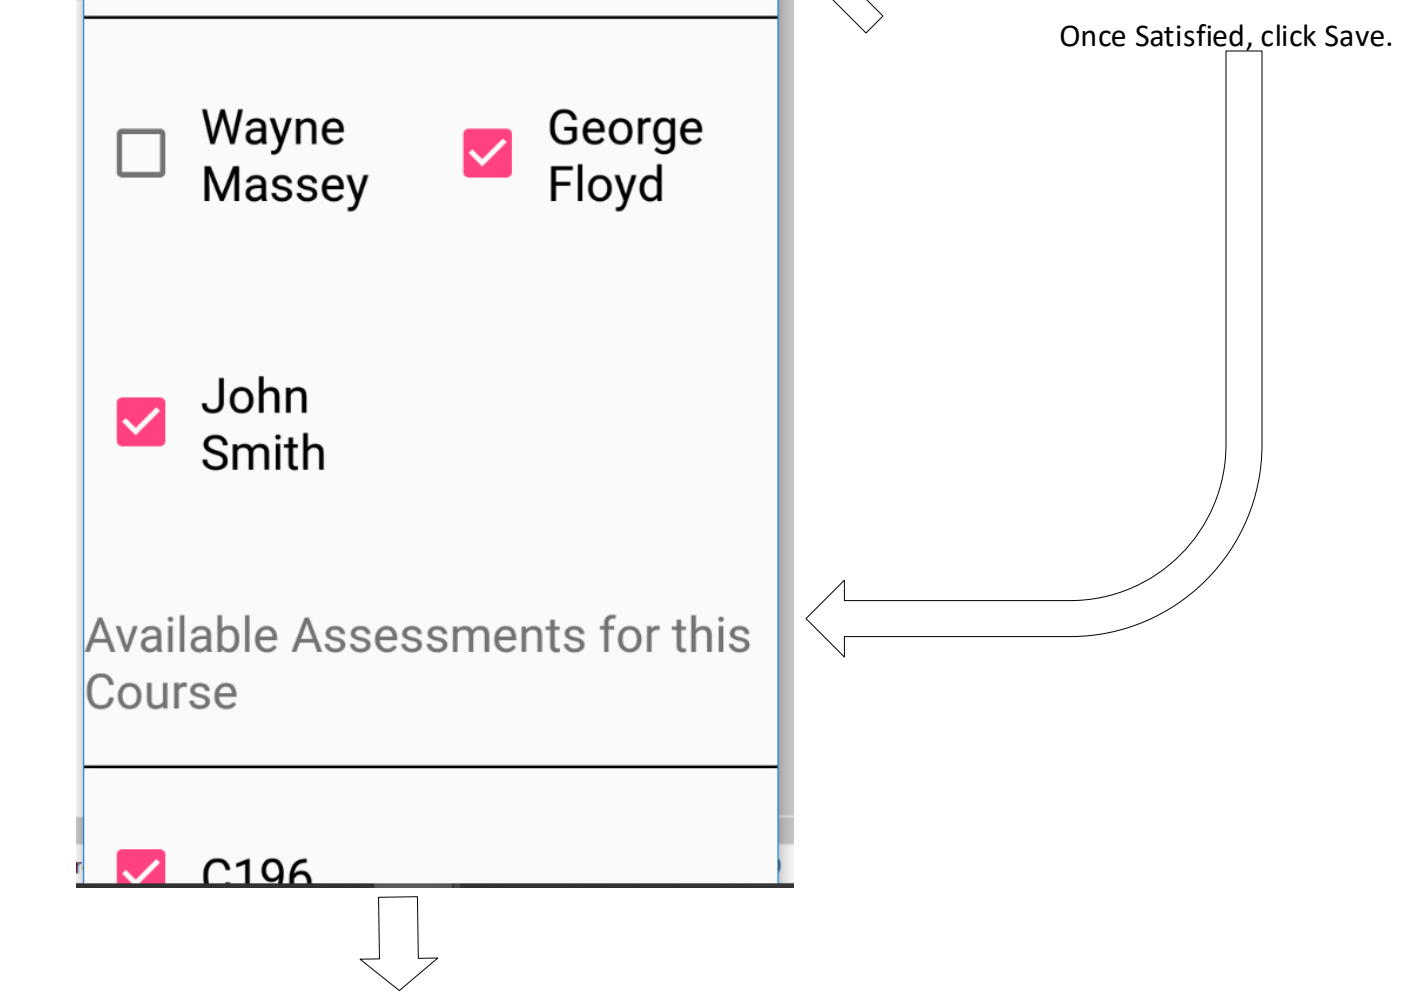 Once Satisfied, click Save.
Wayne
Massey
George
Floyd
John
Smith
Available Assessments for this
Course
C196